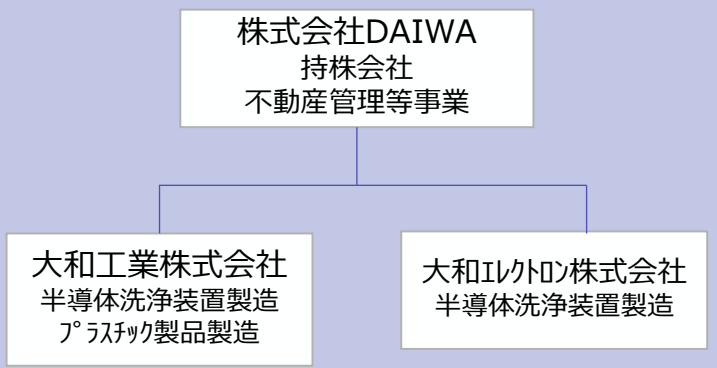 株式会社DAIWA
持株会社
不動産管理等事業
大和工業株式会社
半導体洗浄装置製造
プラスチック製品製造
大和エレクトロン株式会社
半導体洗浄装置製造